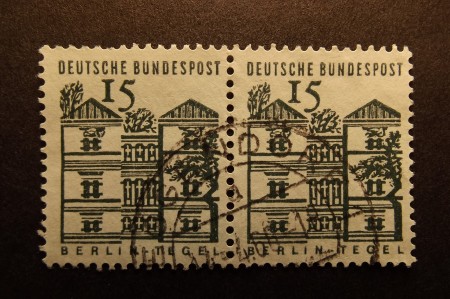 DEUTSCHE BUNDESPOST
15
BERLIN-TEGEL
DEUTSCHE BUNDESPOST
15
BERLIN-TEGEL